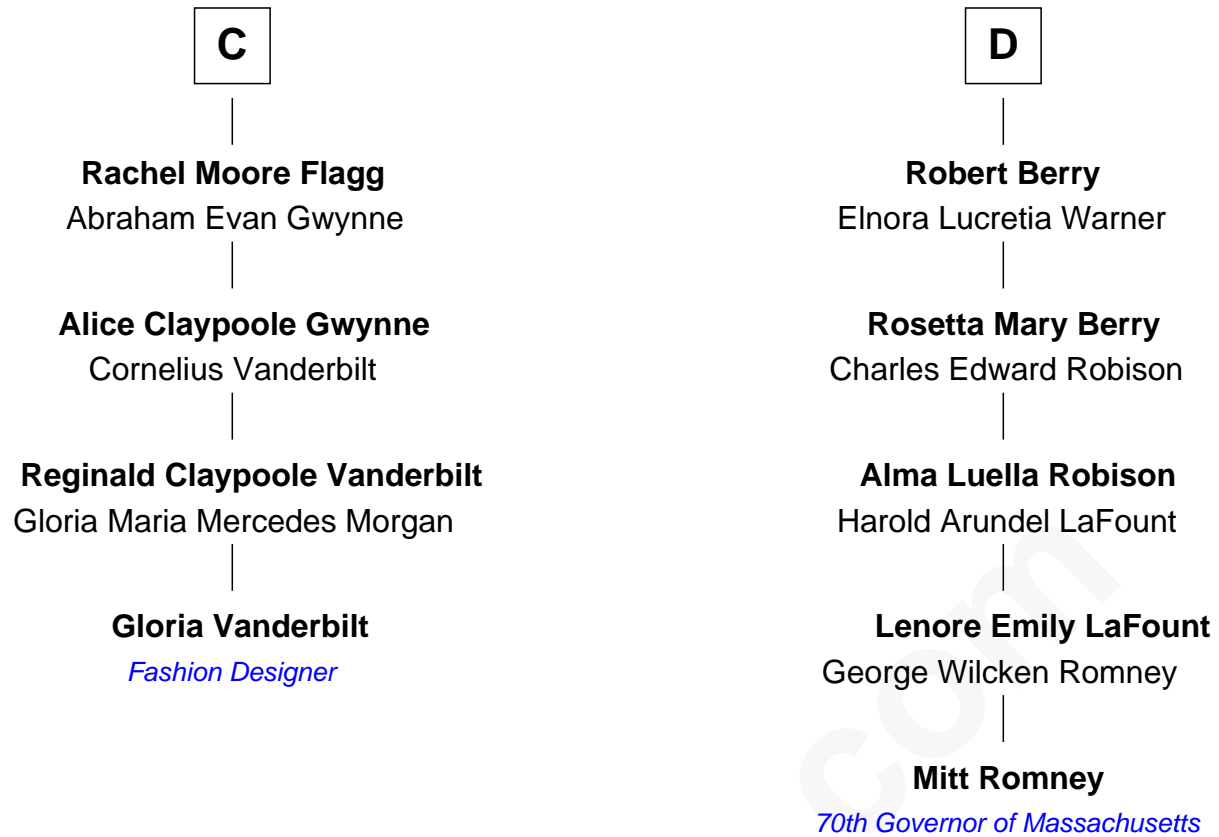 C
Rachel Moore Flagg
Abraham Evan Gwynne
Alice Claypoole Gwynne
Cornelius Vanderbilt
Reginald Claypoole Vanderbilt
Gloria Maria Mercedes Morgan
Gloria Vanderbilt
Fashion Designer
D
Robert Berry
Elnora Lucretia Warner
Rosetta Mary Berry
Charles Edward Robison
Alma Luella Robison
Harold Arundel LaFount
Lenore Emily LaFount
George Wilcken Romney
Mitt Romney
70th Governor of Massachusetts
com